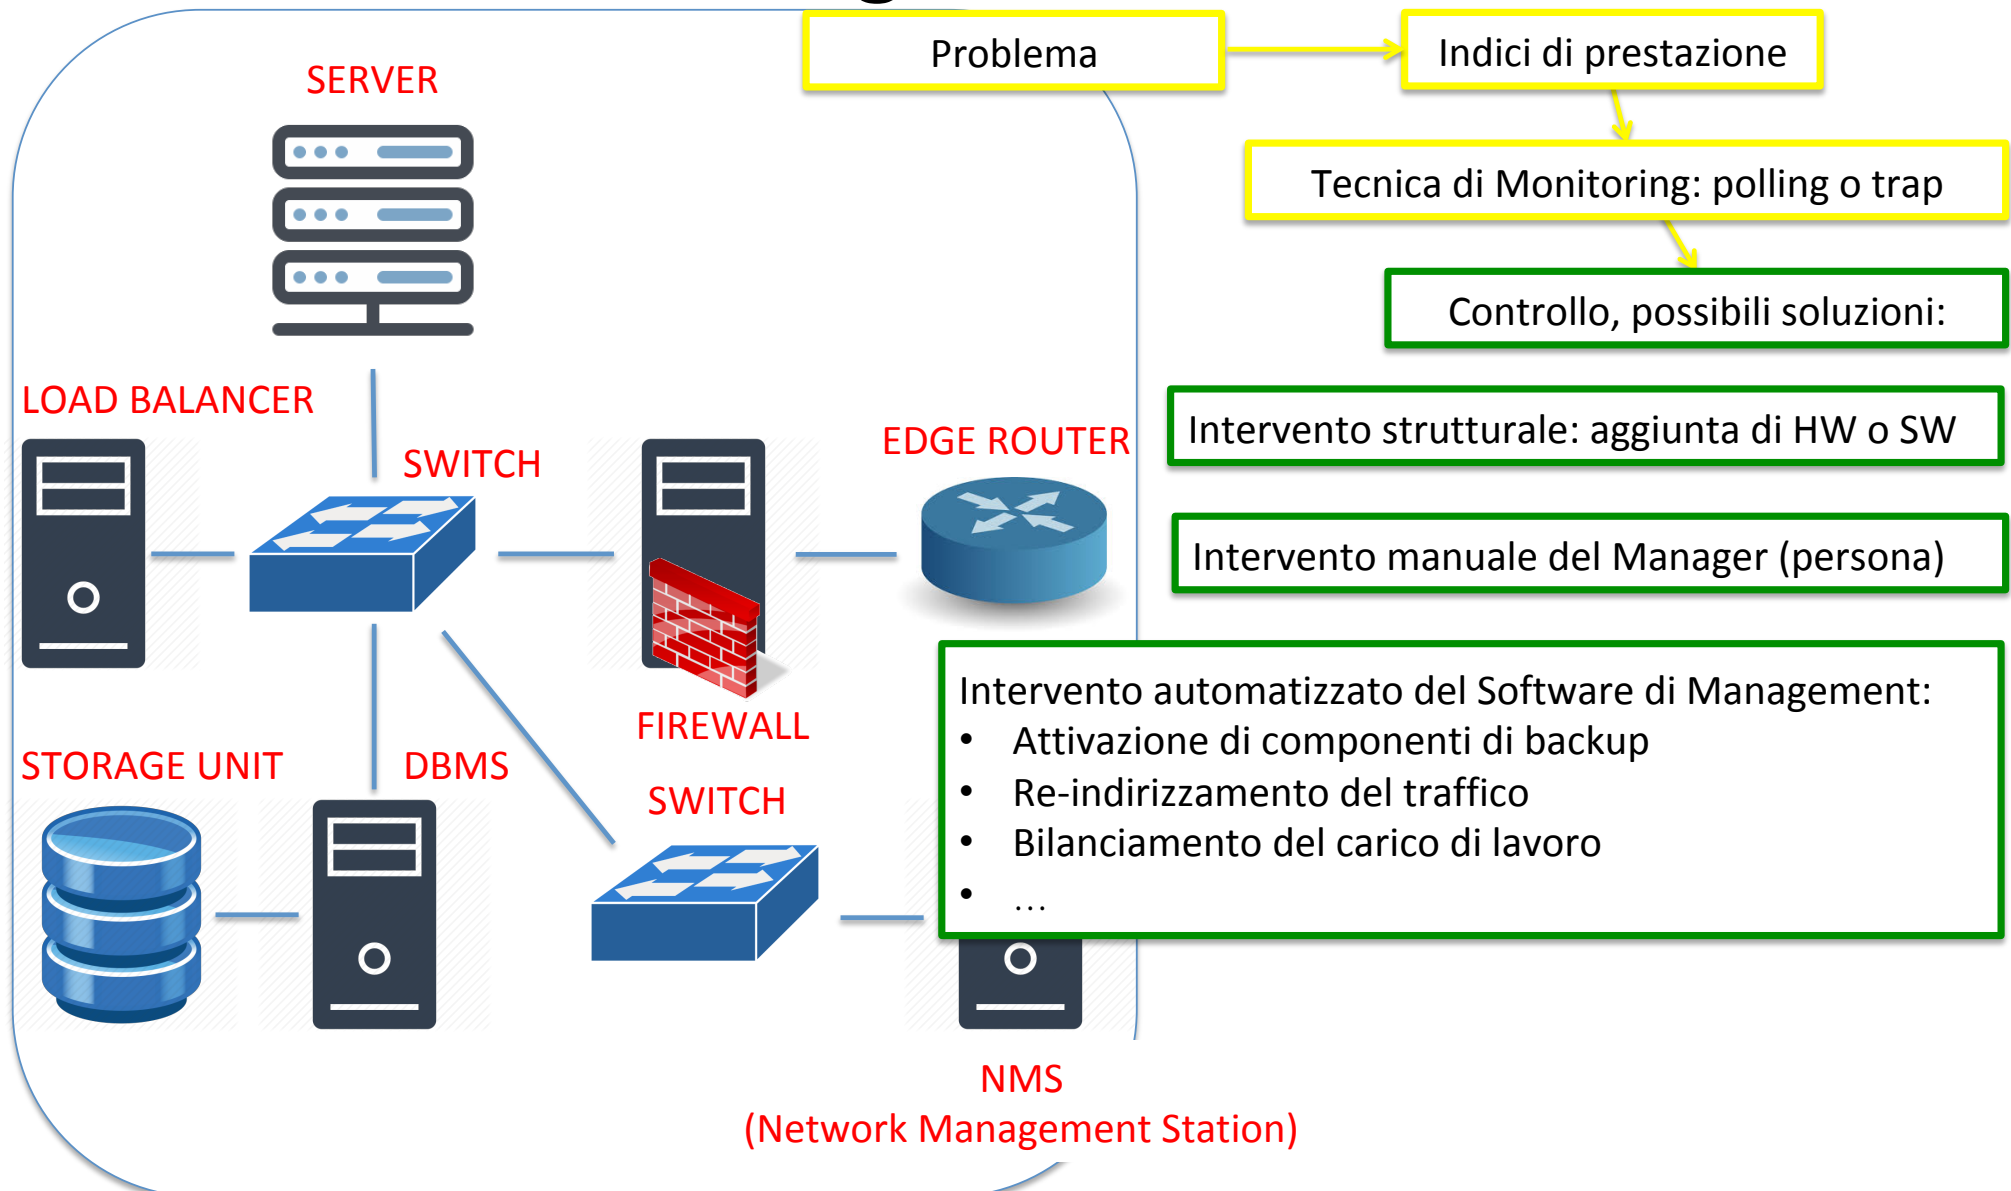 Problema
Indici di prestazione
SERVER
Tecnica di Monitoring: polling o trap
Controllo, possibili soluzioni:
LOAD BALANCER
SWITCH
EDGE ROUTER
Intervento strutturale: aggiunta di HW o SW
Intervento manuale del Manager (persona)
FIREWALL
Intervento automatizzato del Software di Management:
• Attivazione di componenti di backup
• Re-indirizzamento del traffico
• Bilanciamento del carico di lavoro
• ...
STORAGE UNIT
DBMS
SWITCH
NMS
(Network Management Station)